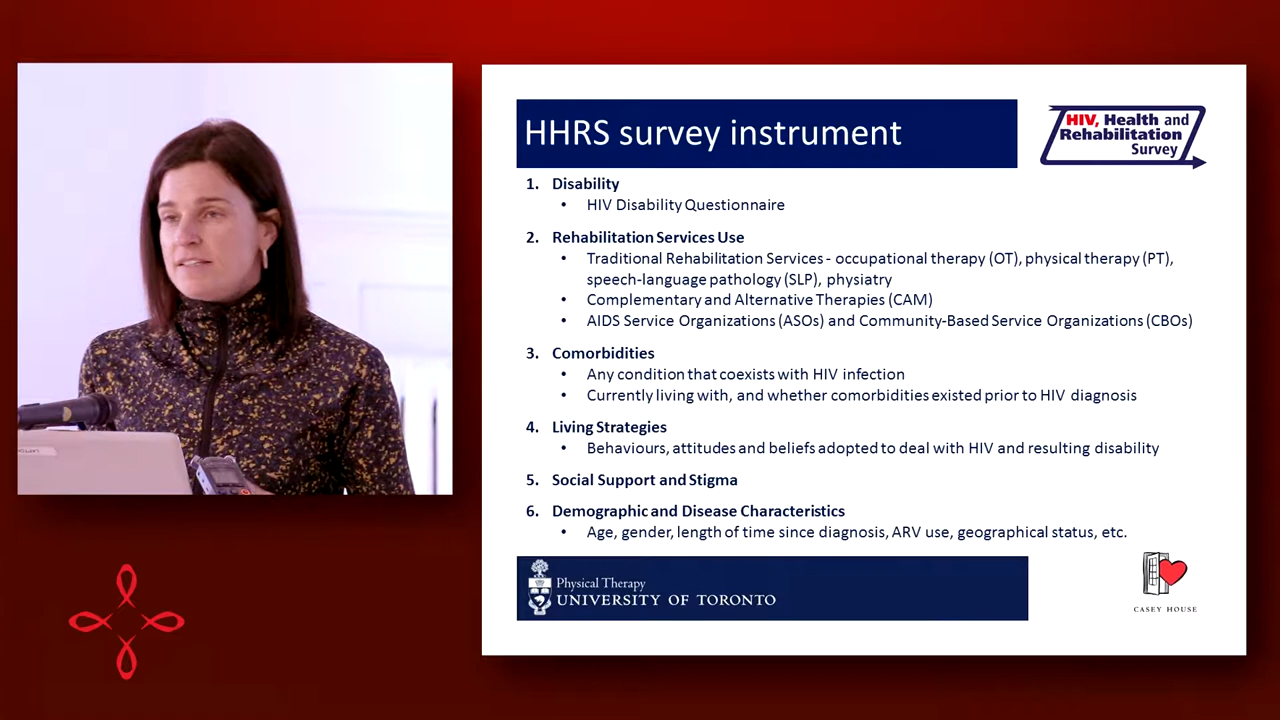 HHRS survey instrument
HIV, Health and
Rehabilitation
Survey
1. Disability
• HIV Disability Questionnaire
2. Rehabilitation Services Use
• Traditional Rehabilitation Services - occupational therapy (OT), physical therapy (PT),
speech-language pathology (SLP), physiatry
• Complementary and Alternative Therapies (CAM)
• AIDS Service Organizations (ASOs) and Community-Based Service Organizations (CBOs)
3. Comorbidities
• Any condition that coexists with HIV infection
• Currently living with, and whether comorbidities existed prior to HIV diagnosis
4. Living Strategies
• Behaviours, attitudes and beliefs adopted to deal with HIV and resulting disability
5. Social Support and Stigma
6. Demographic and Disease Characteristics
• Age, gender, length of time since diagnosis, ARV use, geographical status, etc.
Physical Therapy
UNIVERSITY OF TORONTO
CASEY HOUSE